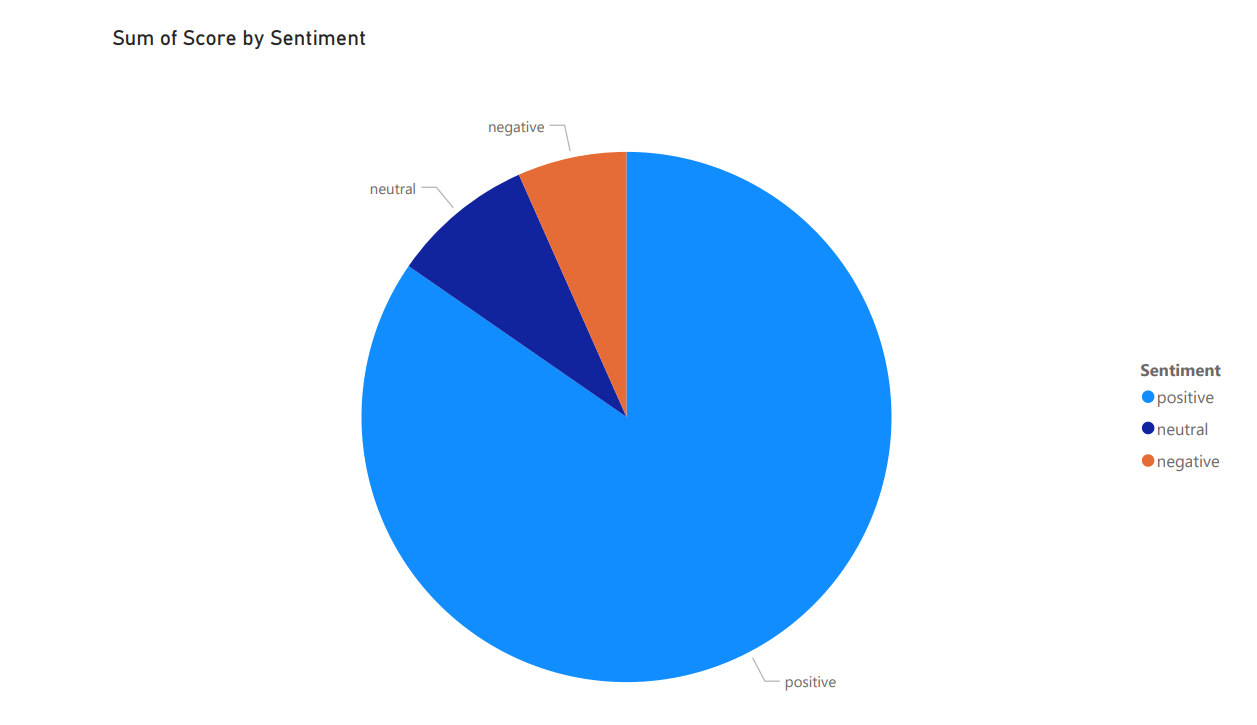 Sum of Score by Sentiment
negative
neutral
Sentiment
positive
neutral
negative
positive